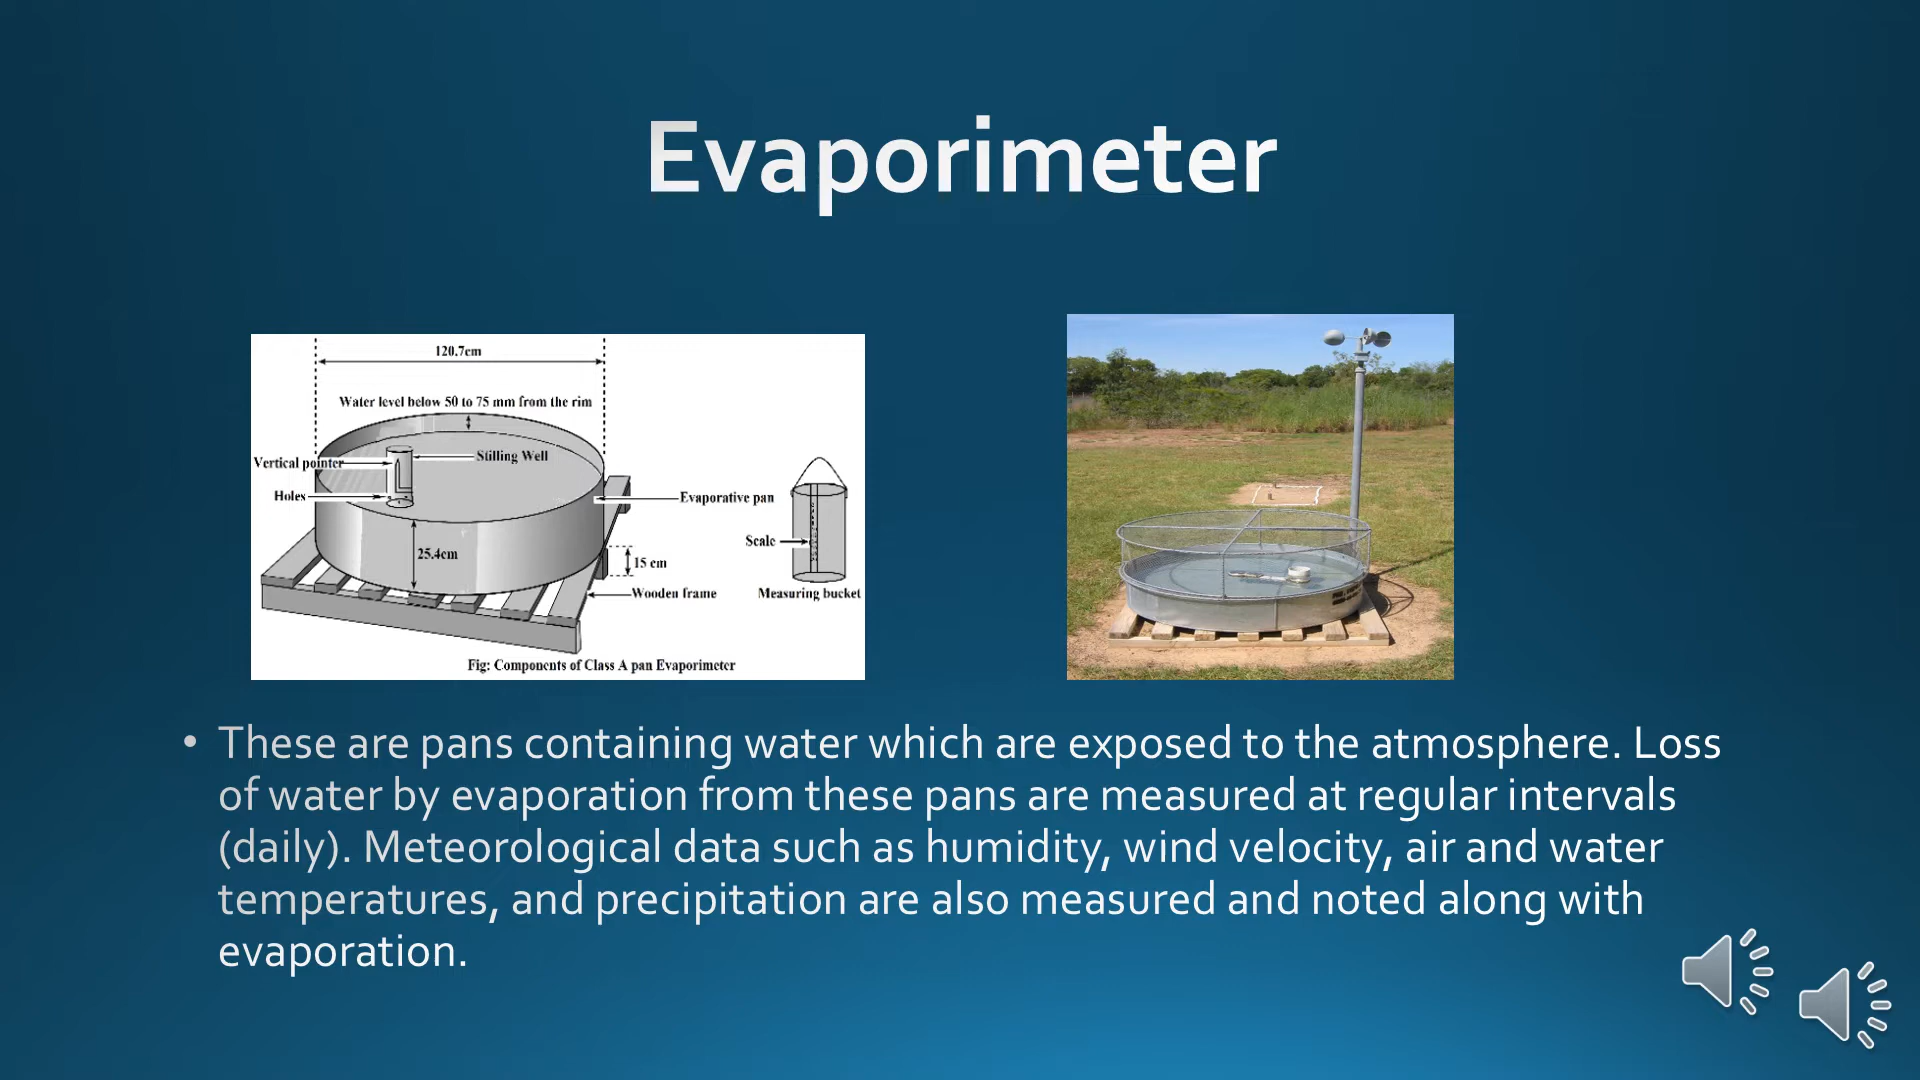 Evaporimeter
120.7cm
Water level below 50 to 75 mm from the rim
Vertical pointer
Stilling Well
Holes
Evaporative pan
Scale
25.4cm
15 cm
Wooden frame
Measuring bucket
Fig: Components of Class A pan Evaporimeter
• These are pans containing water which are exposed to the atmosphere. Loss
of water by evaporation from these pans are measured at regular intervals
(daily). Meteorological data such as humidity, wind velocity, air and water
temperatures, and precipitation are also measured and noted along with
evaporation.